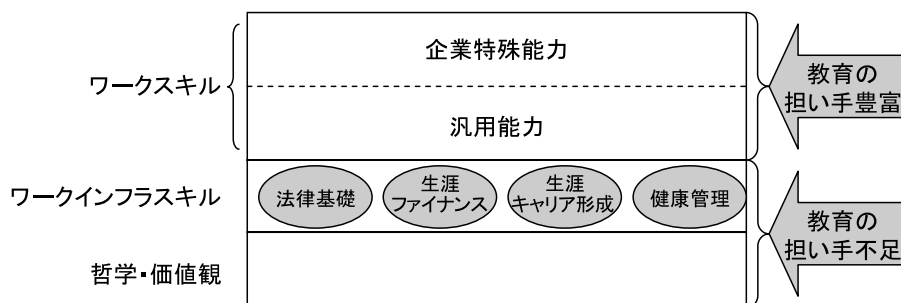 企業特殊能力
ワークスキル
教育の
担い手豊富
汎用能力
ワークインフラスキル
法律基礎
生涯
ファイナンス
生涯
キャリア形成
健康管理
教育の
担い手不足
哲学・価値観